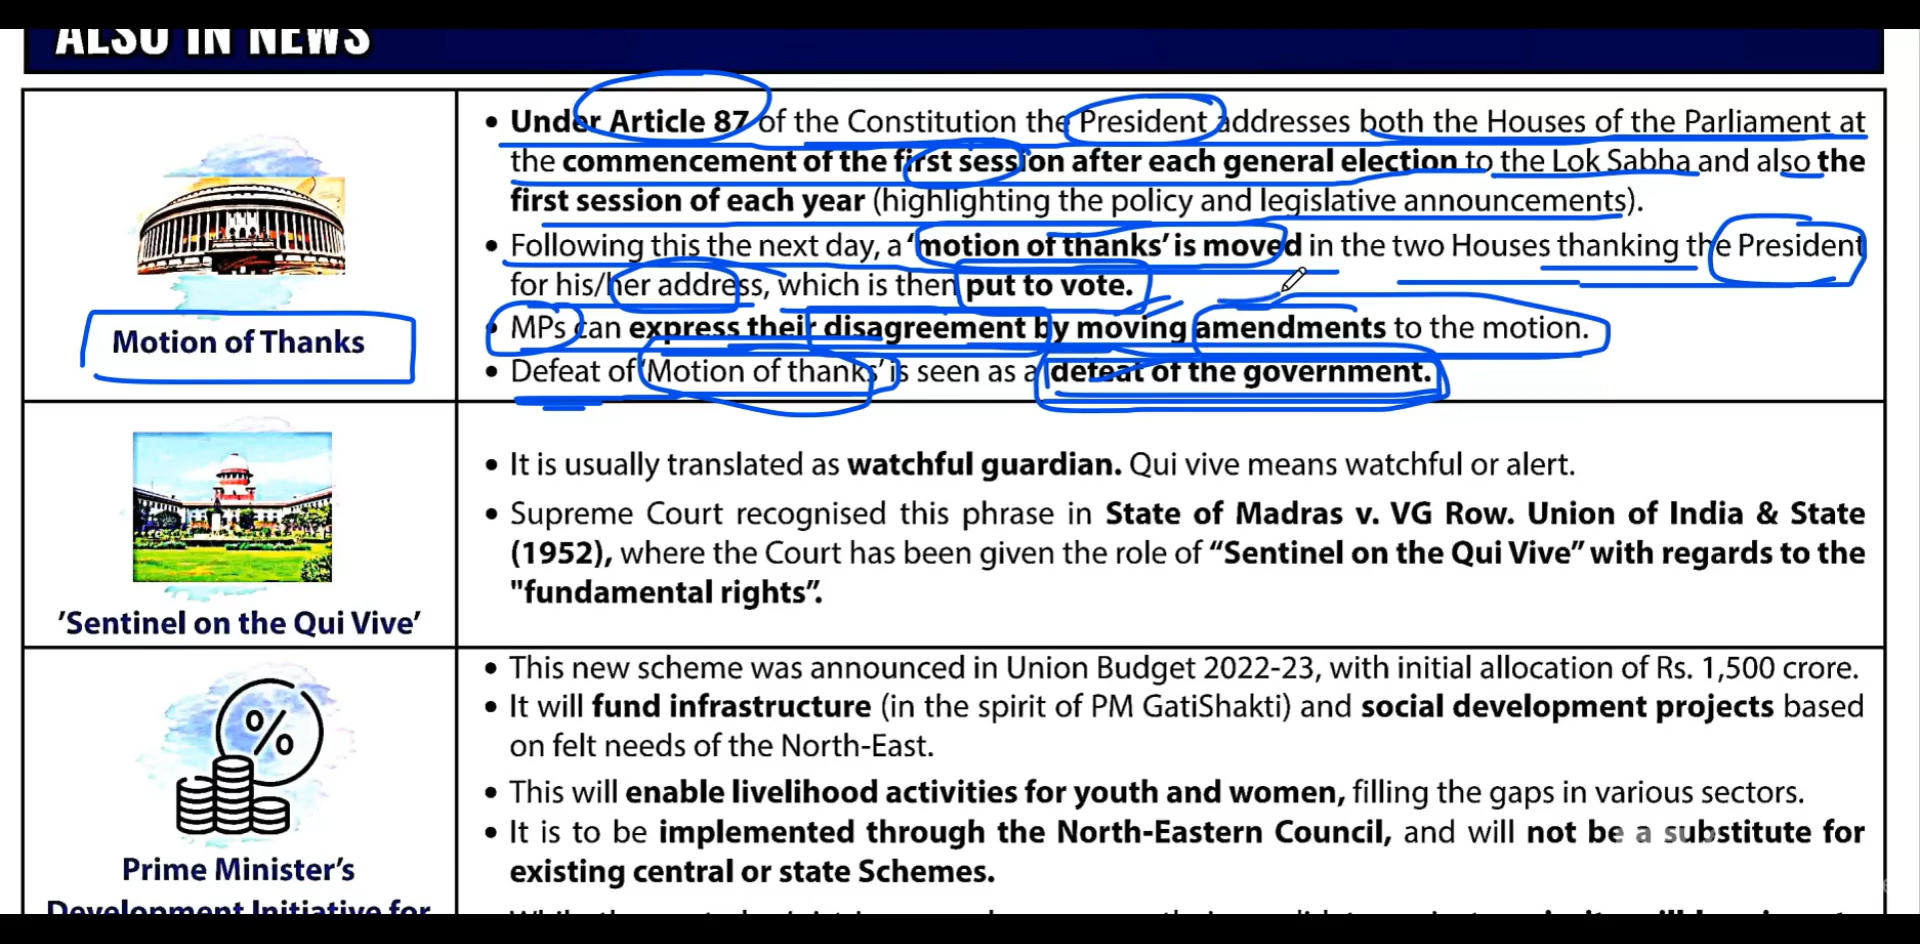 ALSO IN NEWS
• Under Article 87 of the Constitution the President addresses both the Houses of the Parliament at
the commencement of the first session after each general election to the Lok Sabha and also the
first session of each year (highlighting the policy and legislative announcements).
• Following this the next day, a 'motion of thanks' is moved in the two Houses thanking the President
for his/her address, which is then put to vote.
• MPs can express their disagreement by moving amendments to the motion.
• Defeat of 'Motion of thanks' is seen as a defeat of the government.
Motion of Thanks
• It is usually translated as watchful guardian. Qui vive means watchful or alert.
• Supreme Court recognised this phrase in State of Madras v. VG Row. Union of India & State
(1952), where the Court has been given the role of “Sentinel on the Qui Vive” with regards to the
"fundamental rights”.
’Sentinel on the Qui Vive’
• This new scheme was announced in Union Budget 2022-23, with initial allocation of Rs. 1,500 crore.
• It will fund infrastructure (in the spirit of PM GatiShakti) and social development projects based
on felt needs of the North-East.
• This will enable livelihood activities for youth and women, filling the gaps in various sectors.
• It is to be implemented through the North-Eastern Council, and will not be a substitute for
existing central or state Schemes.
%
Prime Minister’s
Development Initiative for